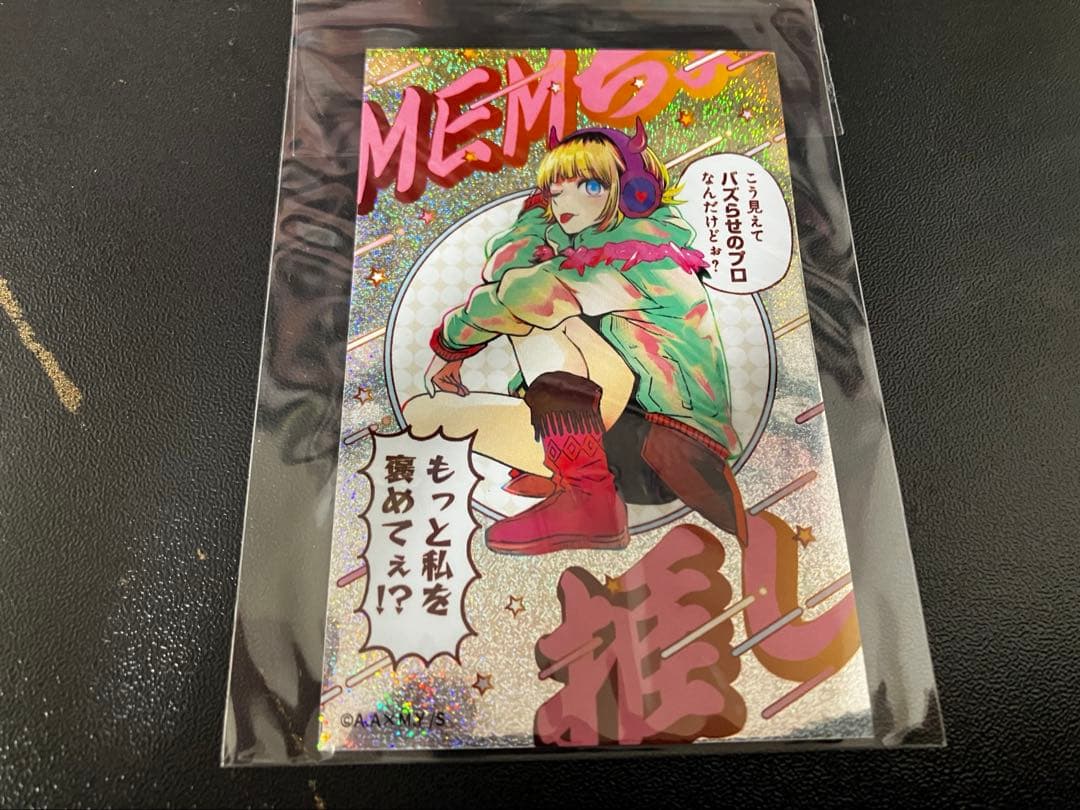 MEMちょ
こう見えて
バズらせのプロ
なんだけどぉ？
もっと私を
褒めてぇ!?
推し
©A.A×M.Y/S